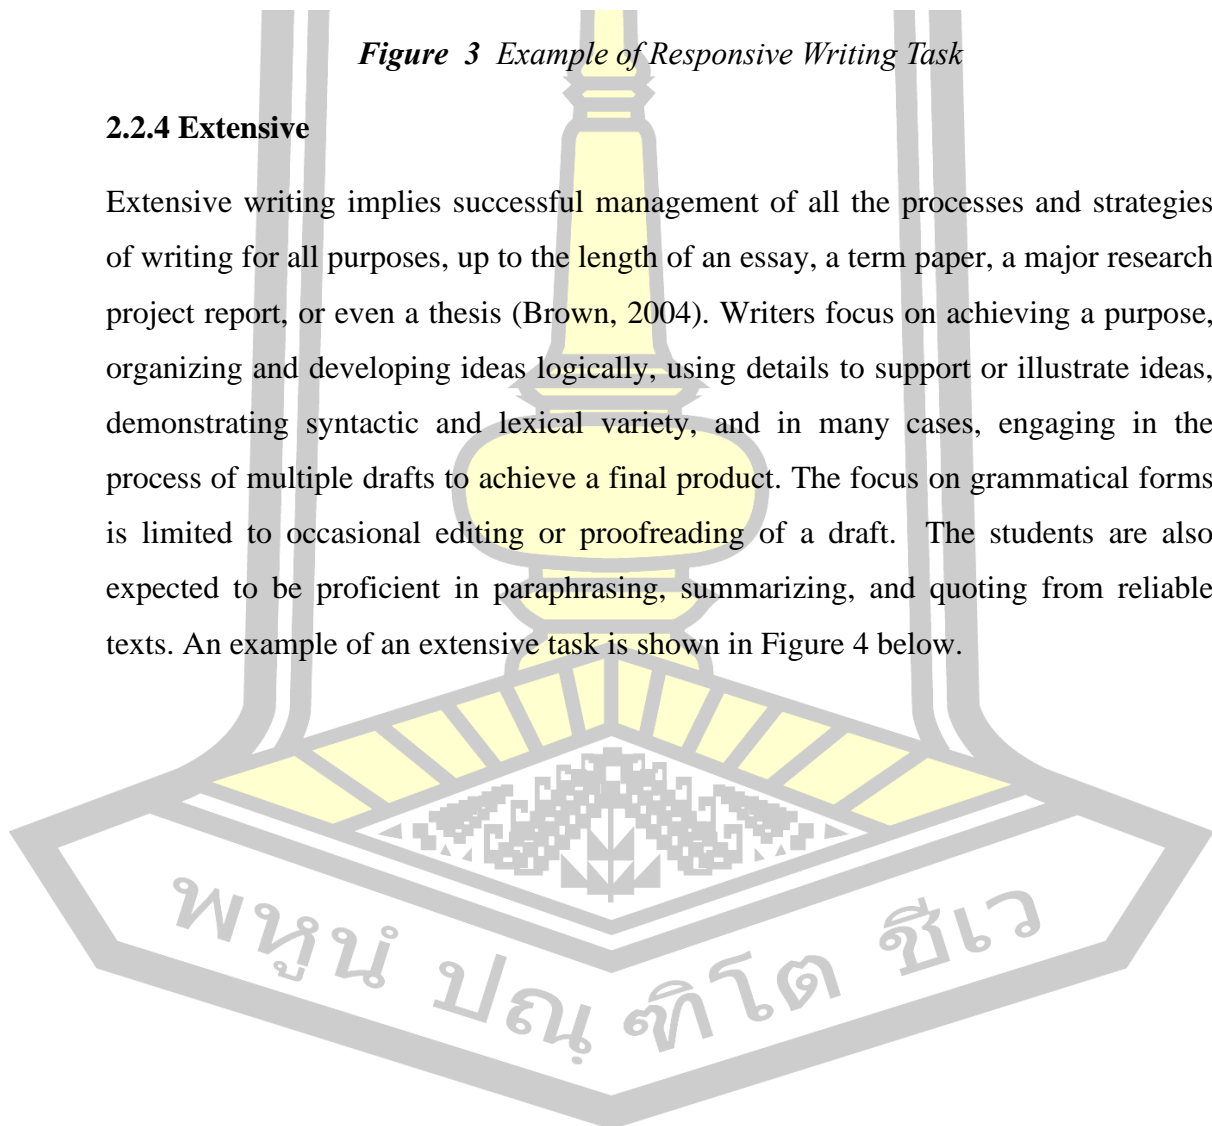 Figure 3 Example of Responsive Writing Task
2.2.4 Extensive
Extensive writing implies successful management of all the processes and strategies
of writing for all purposes, up to the length of an essay, a term paper, a major research
project report, or even a thesis (Brown, 2004). Writers focus on achieving a purpose,
organizing and developing ideas logically, using details to support or illustrate ideas,
demonstrating syntactic and lexical variety, and in many cases, engaging in the
process of multiple drafts to achieve a final product. The focus on grammatical forms
is limited to occasional editing or proofreading of a draft. The students are also
expected to be proficient in paraphrasing, summarizing, and quoting from reliable
texts. An example of an extensive task is shown in Figure 4 below.
พหูนํ ปณฺฑิโต ชีเว